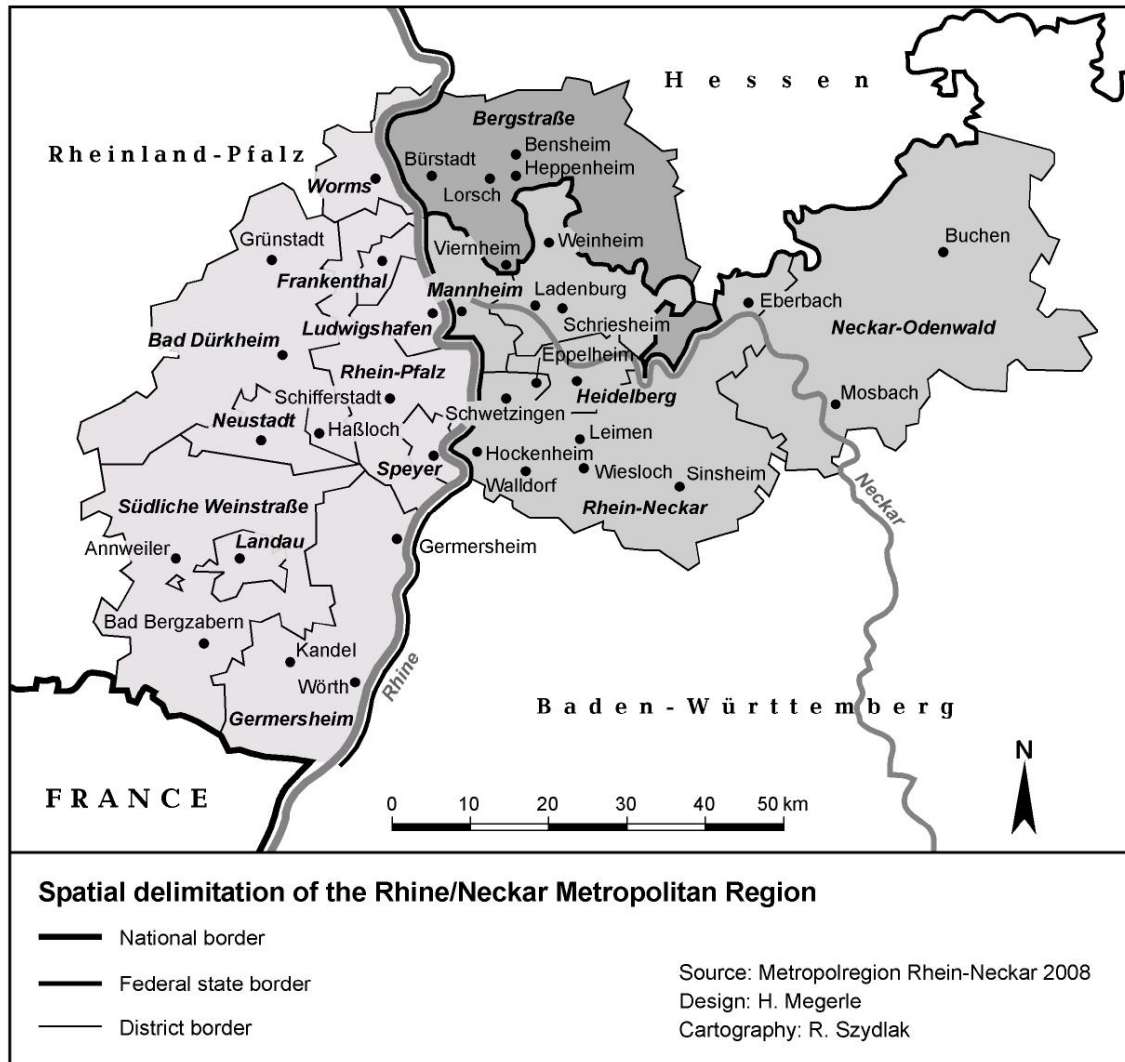 H e s s e n
Bergstraße
Rheinland-Pfalz
Bensheim
Bürstadt
Heppenheim
Worms
Lorsch
Grünstadt
Viernheim
Weinheim
Buchen
Frankenthal
Mannheim
Ladenburg
Eberbach
Ludwigshafen
Schriesheim
Neckar-Odenwald
Bad Dürkheim
Eppelheim
Rhein-Pfalz
Schifferstadt
Heidelberg
Mosbach
Neustadt
Schwetzingen
Haßloch
Leimen
Speyer
Hockenheim
Wiesloch
Sinsheim
Walldorf
Neckar
Südliche Weinstraße
Rhein-Neckar
Annweiler
Landau
Germersheim
Bad Bergzabern
Kandel
Rhine
Wörth
Baden-Württemberg
Germersheim
N
FRANCE
0 10 20 30 40 50 km
Spatial delimitation of the Rhine/Neckar Metropolitan Region
National border
Federal state border
District border
Source: Metropolregion Rhein-Neckar 2008
Design: H. Megerle
Cartography: R. Szydlak